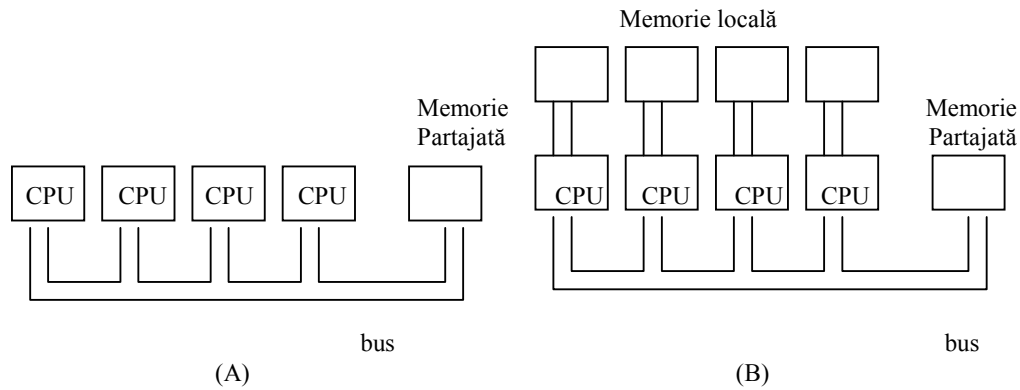 Memorie locală
Memorie
Partajată
CPU CPU CPU CPU
bus
(A)
Memorie
Partajată
CPU CPU CPU CPU
bus
(B)